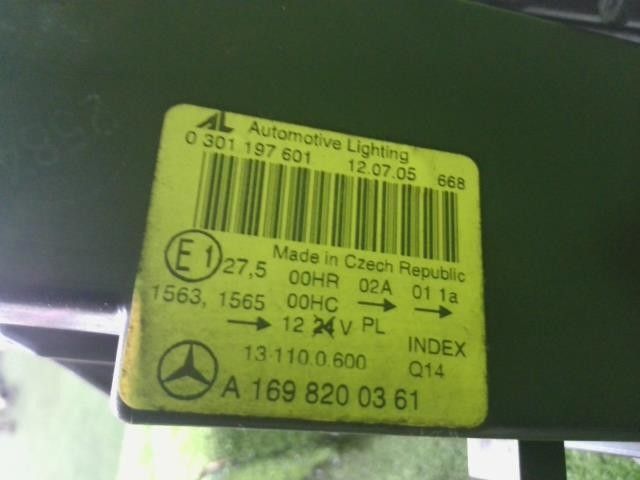 AL Automotive Lighting
0 301 197 601 12.07.05 668
Made in Czech Republic
E1 27,5 00HR 02A 01 1a
1563, 1565 00HC → →
→ 12 24 V PL
13 110 0.600 INDEX
Q14
A 169 820 03 61